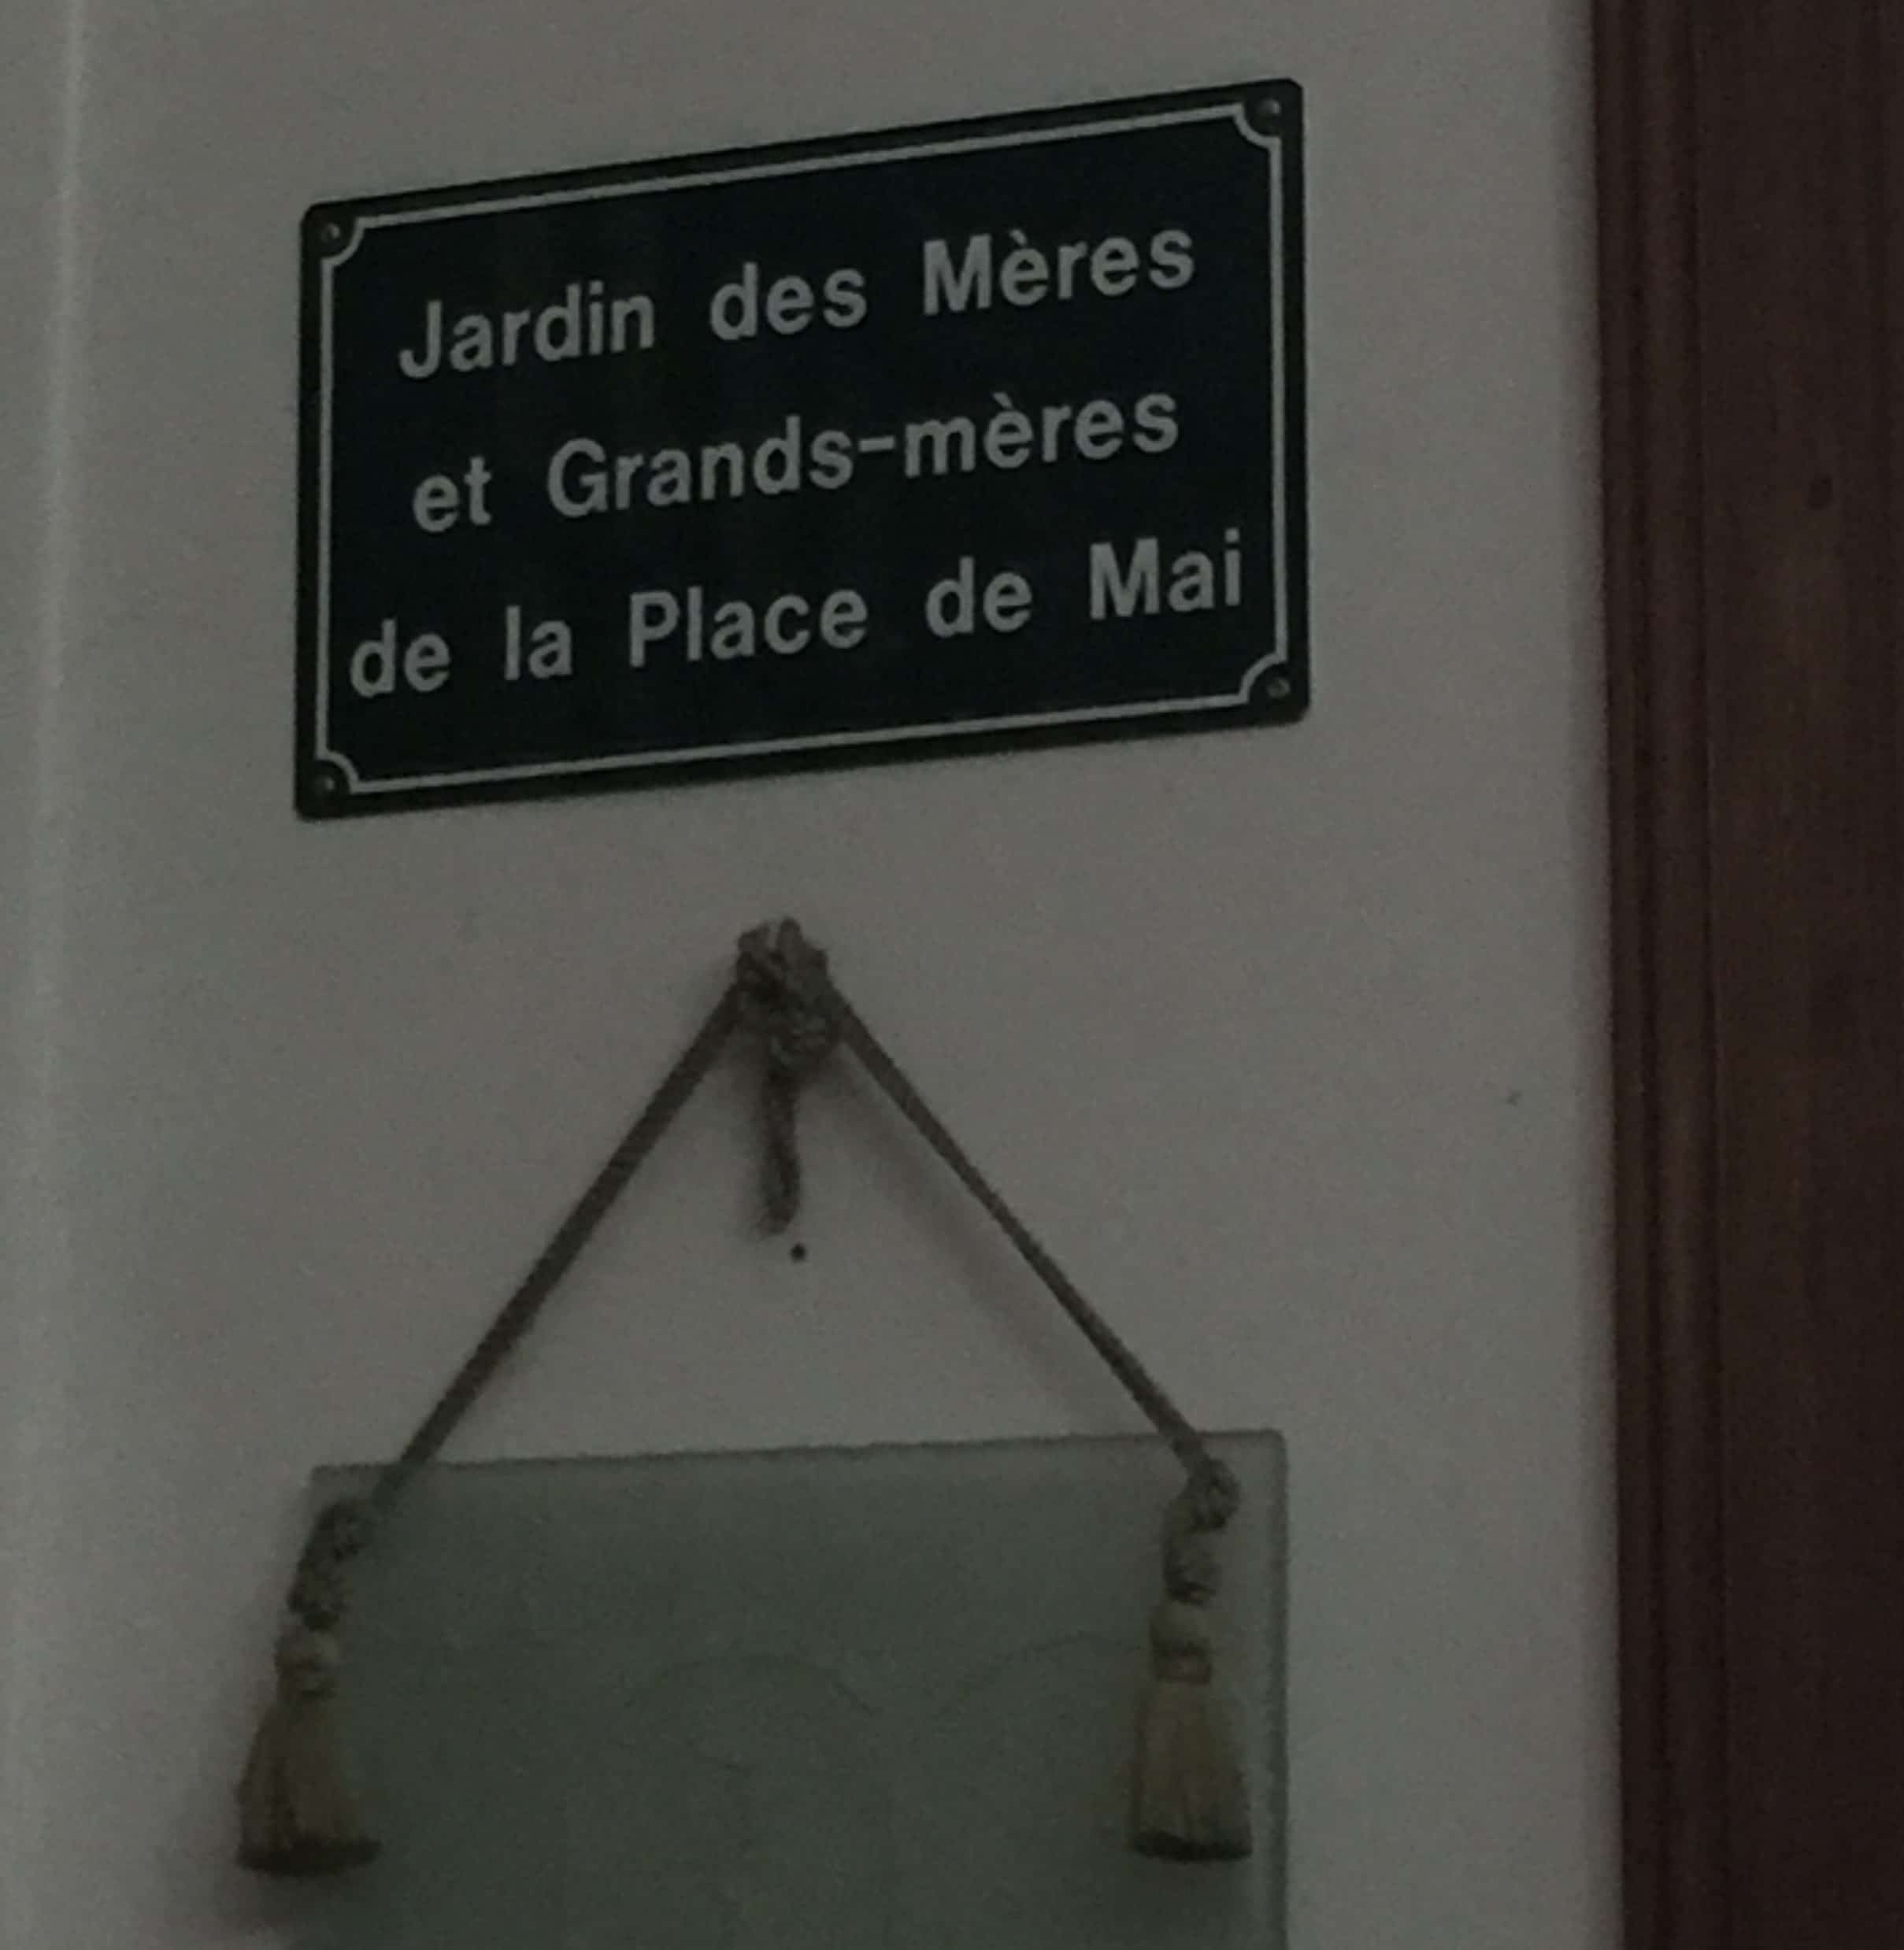 Jardin des Mères
et Grands-mères
de la Place de Mai